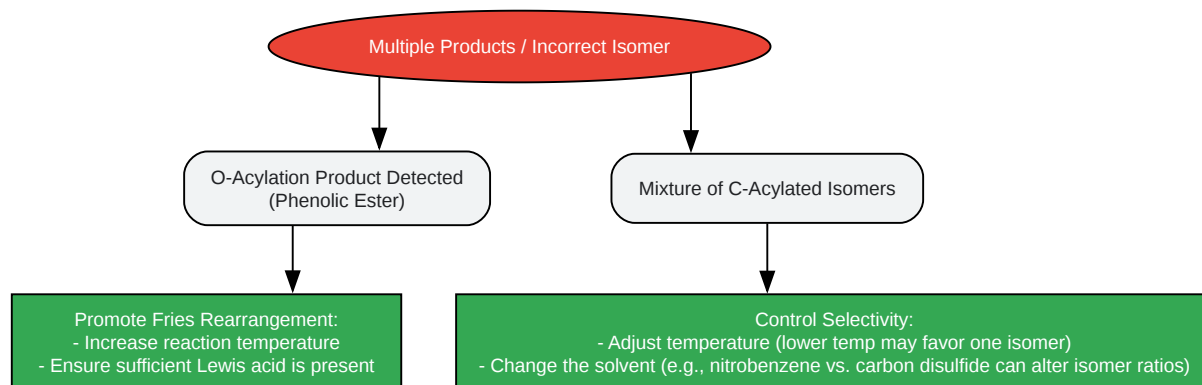 Multiple Products / Incorrect Isomer
O-Acylation Product Detected
(Phenolic Ester)
Mixture of C-Acylated Isomers
Promote Fries Rearrangement:
- Increase reaction temperature
- Ensure sufficient Lewis acid is present
Control Selectivity:
- Adjust temperature (lower temp may favor one isomer)
- Change the solvent (e.g., nitrobenzene vs. carbon disulfide can alter isomer ratios)